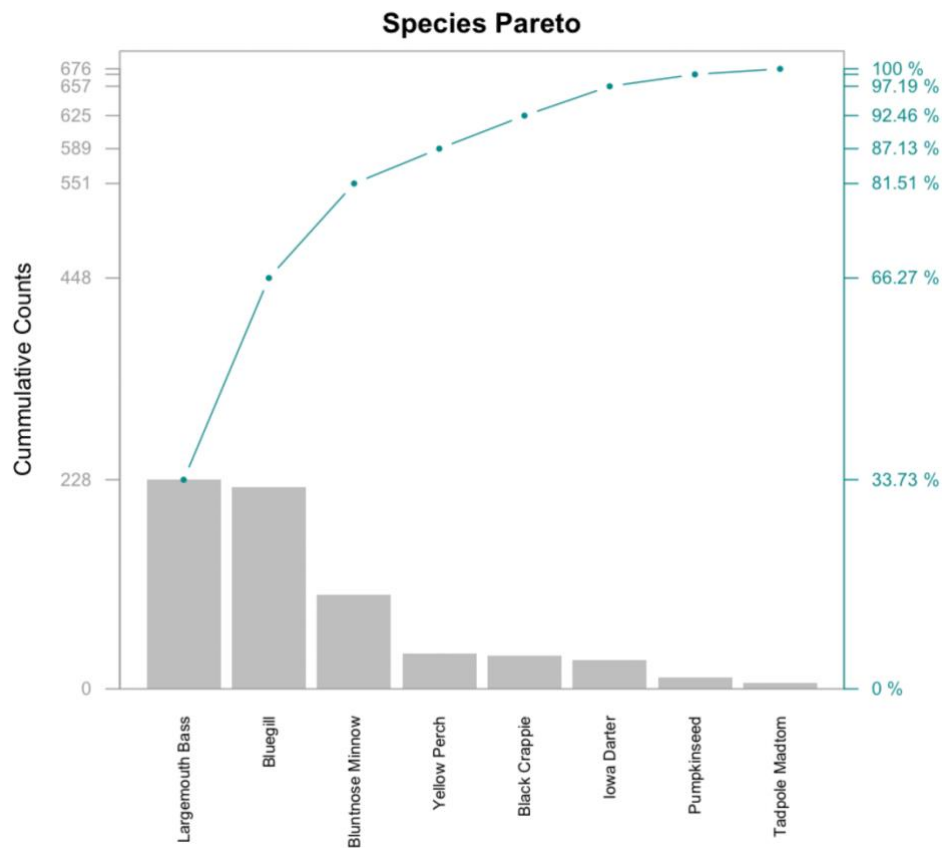 Species Pareto
Cummulative Counts
676
657
625
589
551
448
228
0
100 %
97.19 %
92.46 %
87.13 %
81.51 %
66.27 %
33.73 %
0 %
Largemouth Bass
Bluegill
Bluntnose Minnow
Yellow Perch
Black Crappie
Iowa Darter
Pumpkinseed
Tadpole Madtom